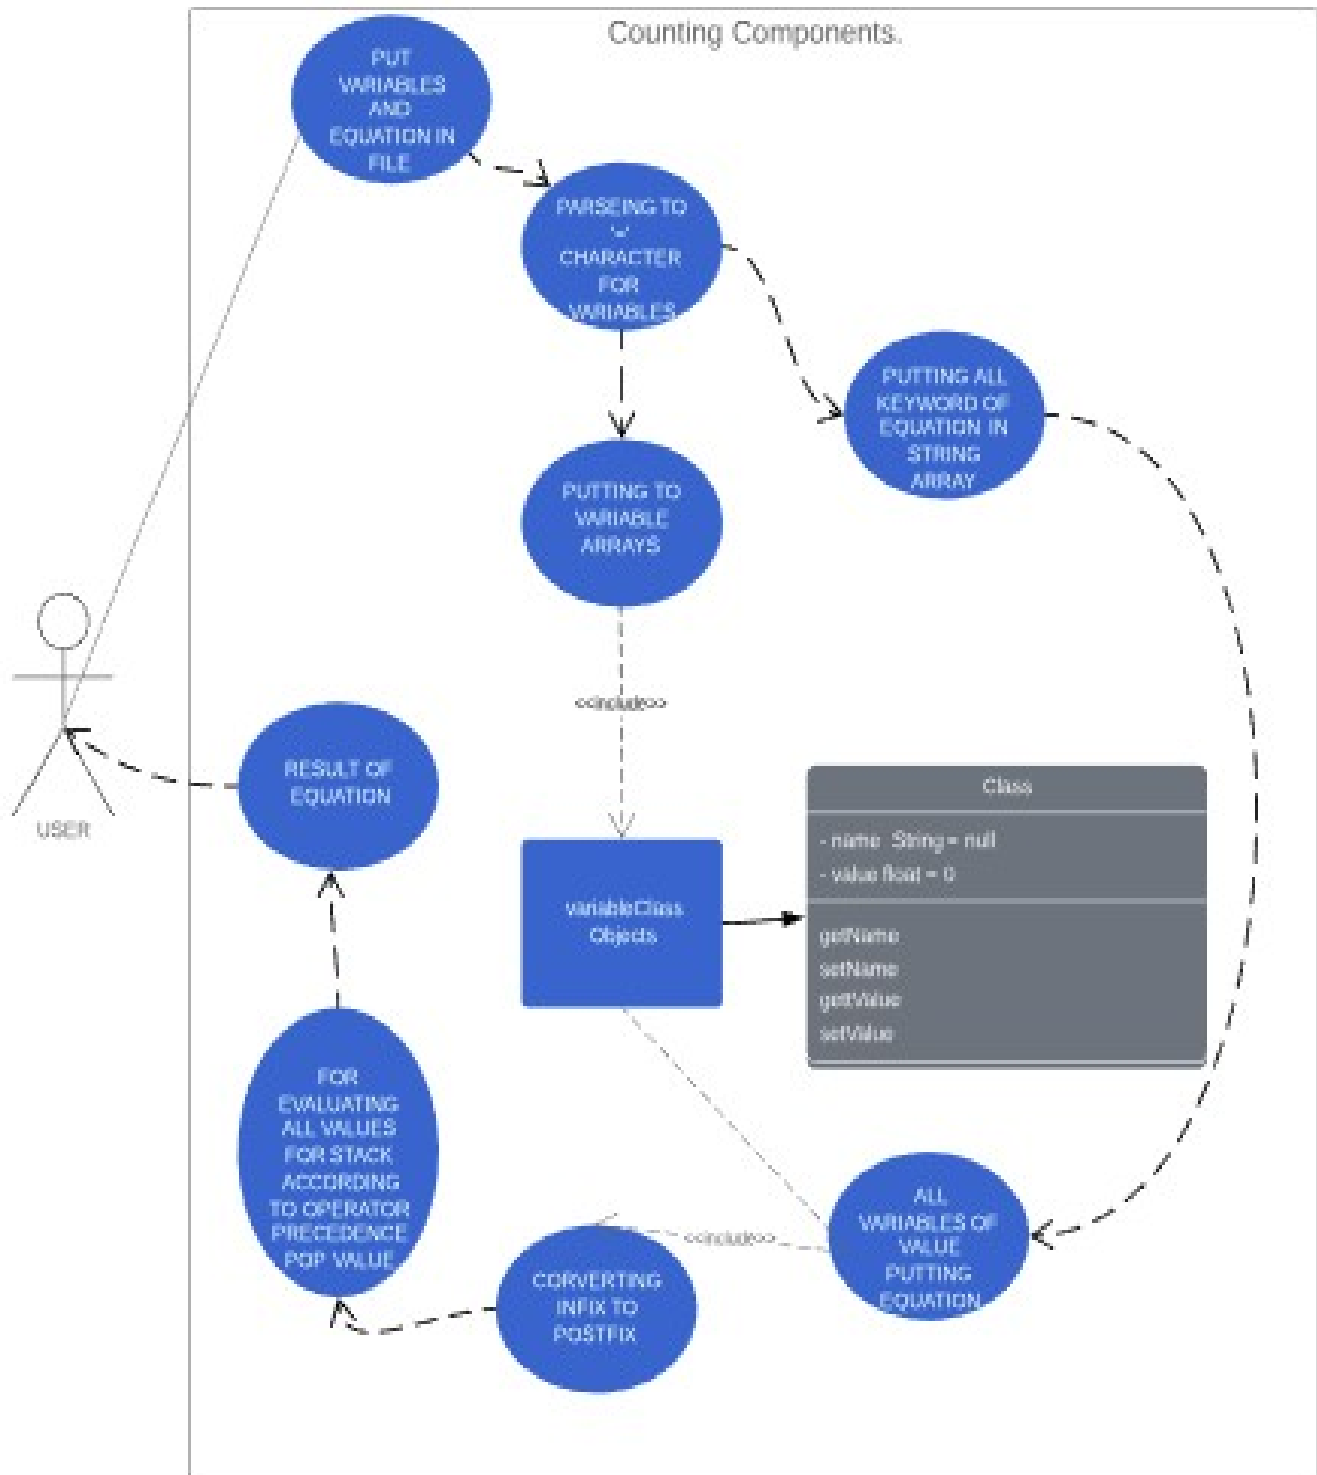 Counting Components.
PUT
VARIABLES
AND
EQUATION IN
FILE
PARSEING TO
CHARACTER
FOR
VARIABLES
PUTTING ALL
KEYWORD OF
EQUATION IN
STRING
ARRAY
PUTTING TO
VARIABLE
ARRAYS
<<include>>
USER
RESULT OF
EQUATION
variableClass
Objects
Class
- name String = null
- value float = 0
getName
setName
gettValue
setValue
FOR
EVALUATING
ALL VALUES
FOR STACK
ACCORDING
TO OPERATOR
PRECEDENCE
POP VALUE
ALL
VARIABLES OF
VALUE
PUTTING
EQUATION
<<include>>
CORVERTING
INFIX TO
POSTFIX